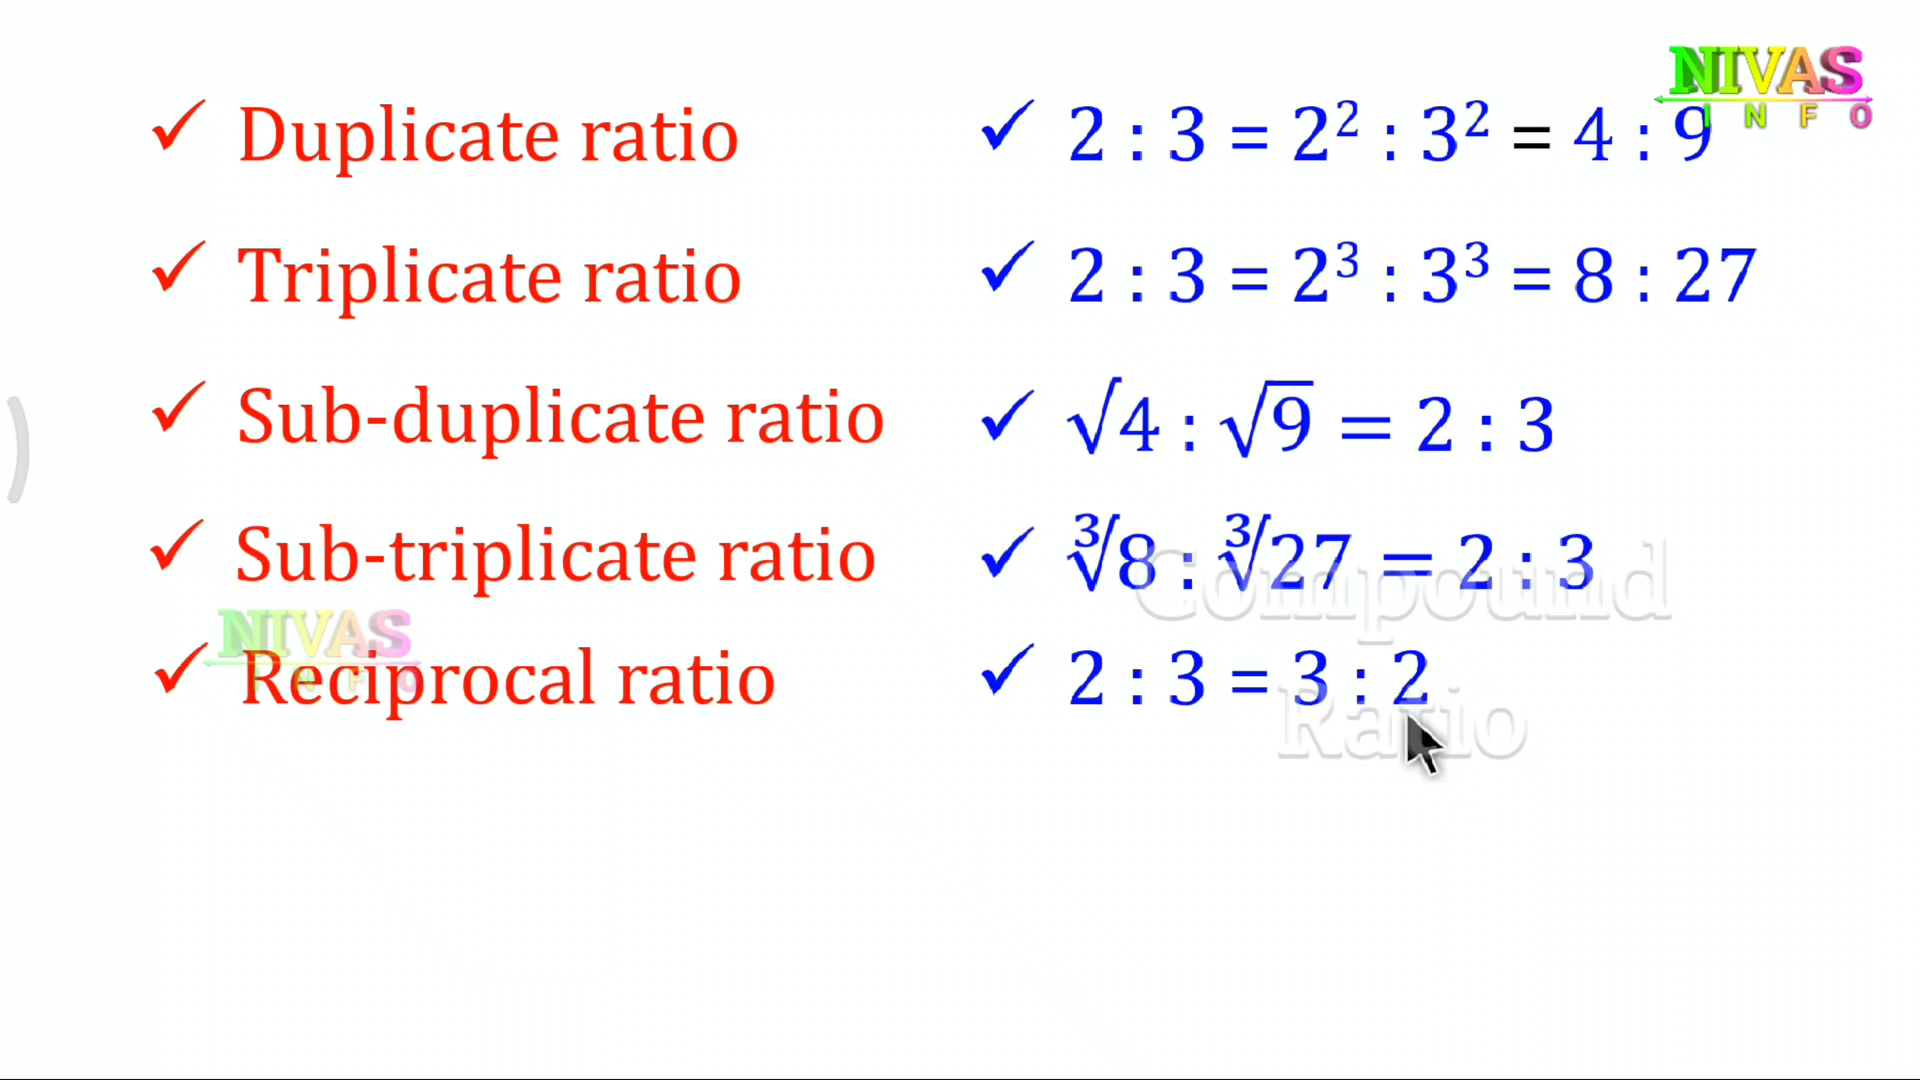 NIVAS
INFO
✓ Duplicate ratio ✓ 2 : 3 = 2² : 3² = 4 : 9
✓ Triplicate ratio ✓ 2 : 3 = 2³ : 3³ = 8 : 27
✓ Sub-duplicate ratio ✓ √4 : √9 = 2 : 3
✓ Sub-triplicate ratio ✓ ∛8 : ∛27 = 2 : 3
Compound
NIVAS
INFO
✓ Reciprocal ratio ✓ 2 : 3 = 3 : 2
Ratio